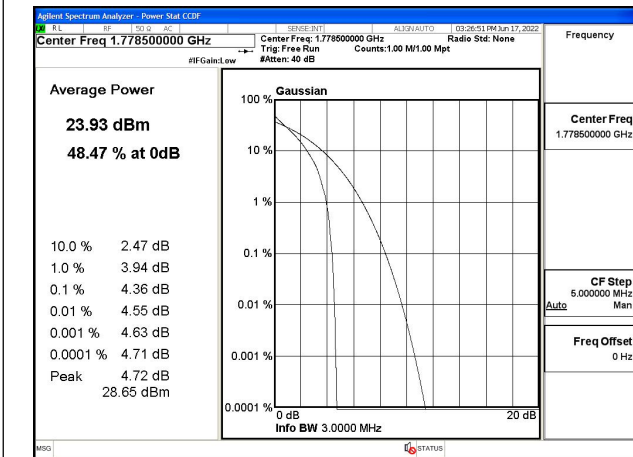 Agilent Spectrum Analyzer - Power Stat CCDF
RL RF 50 Ω AC SENSE:INT ALIGN AUTO 03:26:51 PM Jun 17, 2022
Center Freq 1.778500000 GHz
Center Freq: 1.778500000 GHz Radio Std: None
Trig: Free Run Counts:1.00 M/1.00 Mpt
#IFGain:Low #Atten: 40 dB
Frequency
Average Power
23.93 dBm
48.47 % at 0dB
10.0 % 2.47 dB
1.0 % 3.94 dB
0.1 % 4.36 dB
0.01 % 4.55 dB
0.001 % 4.63 dB
0.0001 % 4.71 dB
Peak 4.72 dB
28.65 dBm
Gaussian
100 %
10 %
1 %
0.1 %
0.01 %
0.001 %
0.0001 %
0 dB 20 dB
Info BW 3.0000 MHz
Center Freq
1.778500000 GHz
CF Step
5.000000 MHz
Auto Man
Freq Offset
0 Hz
MSG STATUS